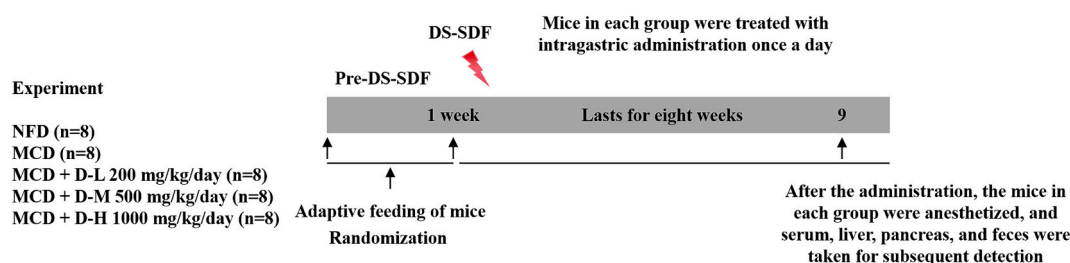 Experiment
NFD (n=8)
MCD (n=8)
MCD + D-L 200 mg/kg/day (n=8)
MCD + D-M 500 mg/kg/day (n=8)
MCD + D-H 1000 mg/kg/day (n=8)
Pre-DS-SDF
DS-SDF
Mice in each group were treated with
intragastric administration once a day
1 week
Lasts for eight weeks
9
Adaptive feeding of mice
Randomization
After the administration, the mice in
each group were anesthetized, and
serum, liver, pancreas, and feces were
taken for subsequent detection